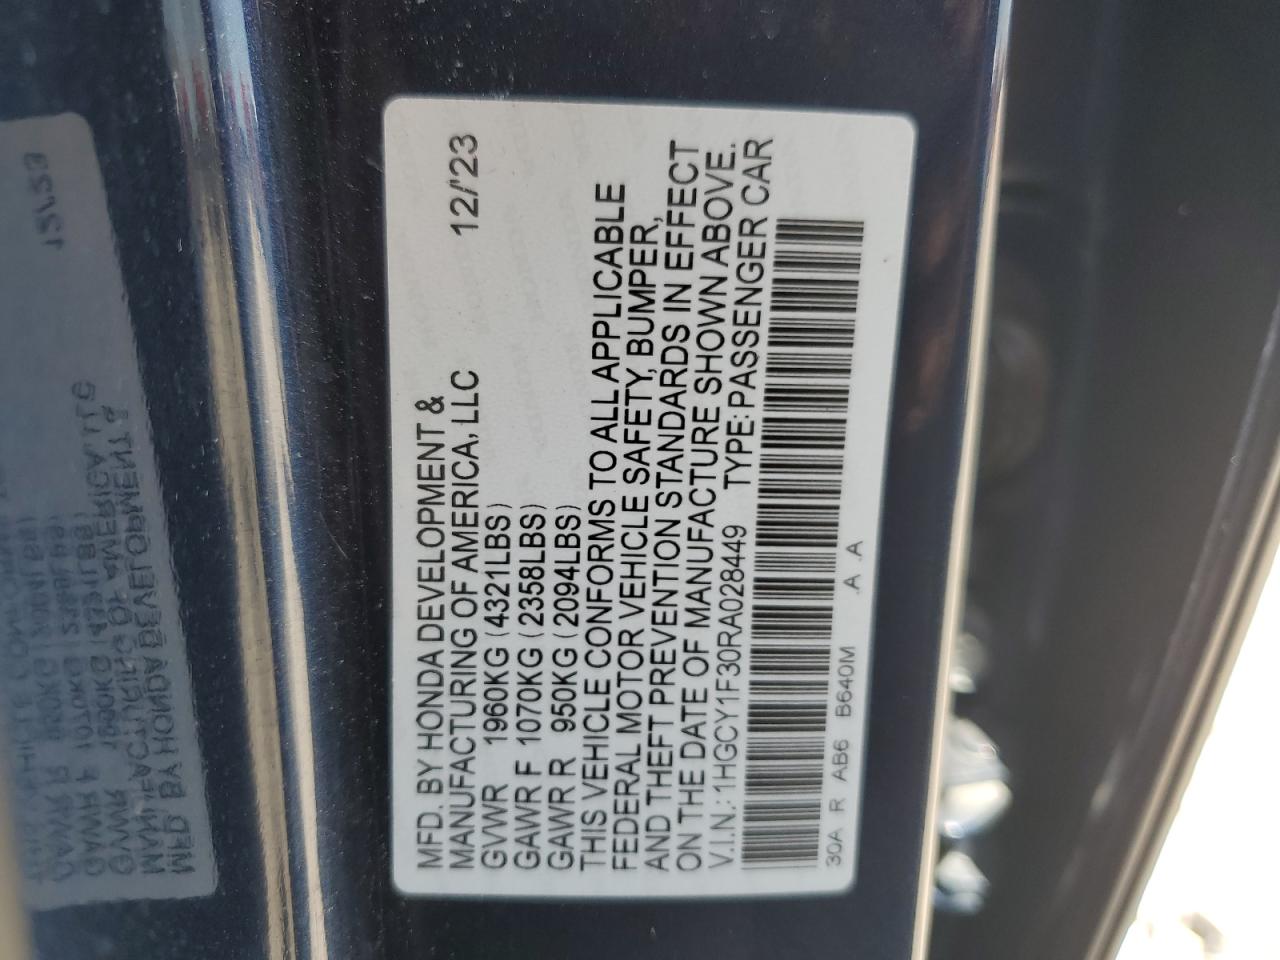 MFD. BY HONDA DEVELOPMENT &
MANUFACTURING OF AMERICA, LLC 12/'23
GVWR 1960KG (4321LBS)
GAWR F 1070KG (2358LBS)
GAWR R 950KG (2094LBS)
THIS VEHICLE CONFORMS TO ALL APPLICABLE
FEDERAL MOTOR VEHICLE SAFETY, BUMPER,
AND THEFT PREVENTION STANDARDS IN EFFECT
ON THE DATE OF MANUFACTURE SHOWN ABOVE.
V.I.N.: 1HGCY1F30RA028449 TYPE: PASSENGER CAR
30A R AB6 B640M .A .A